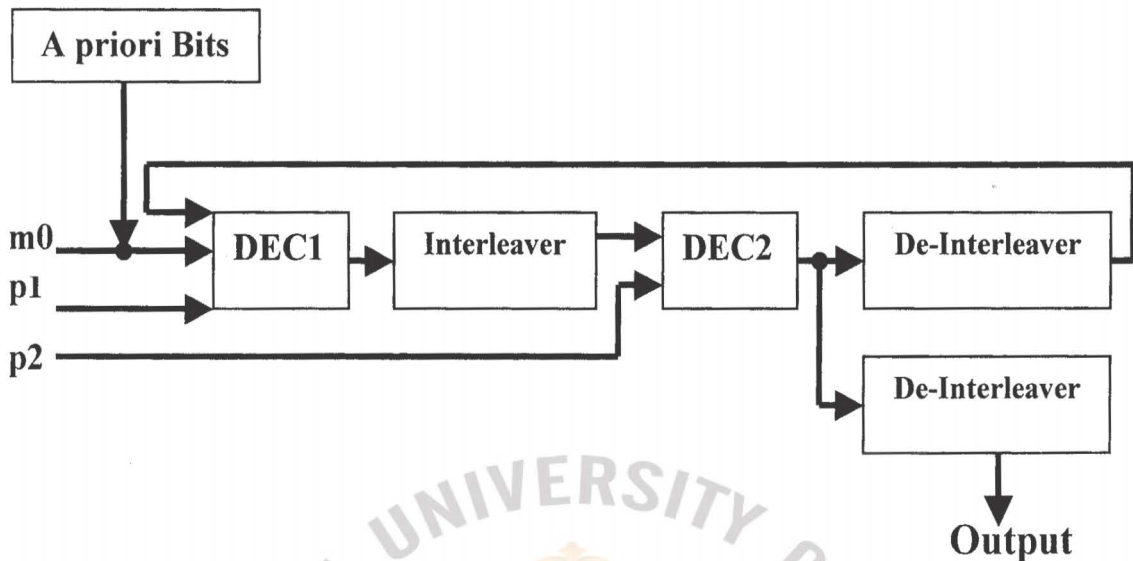 A priori Bits
m0
p1
p2
DEC1
Interleaver
DEC2
De-Interleaver
De-Interleaver
Output
UNIVERSITY